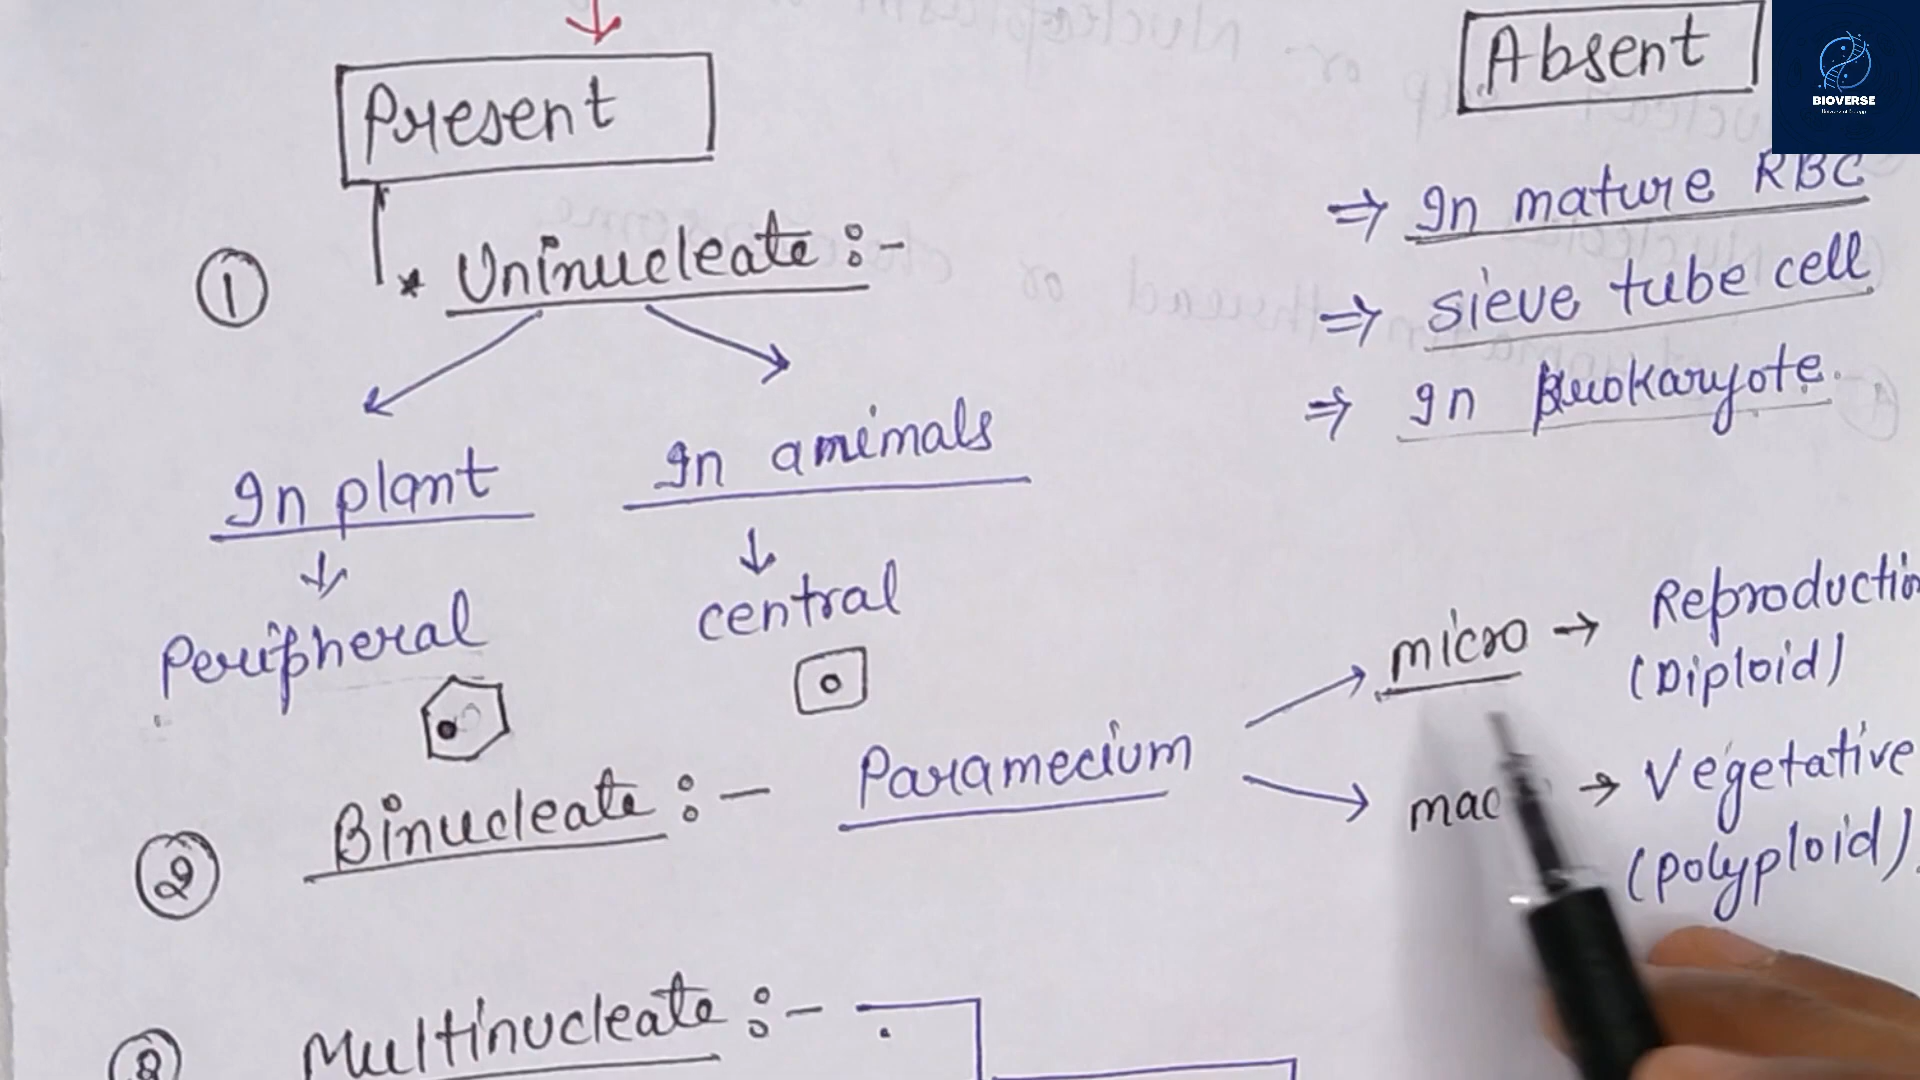 Present
Absent
BIOVERSE
⇒ In mature RBC
① * Uninucleate :-
⇒ sieve tube cell
⇒ In Prokaryote.
In plant
In animals
Peripheral
central
micro → Reproduction
(Diploid)
② Binucleate :- Paramecium
mac → Vegetative
(Polyploid)
Multinucleate :-